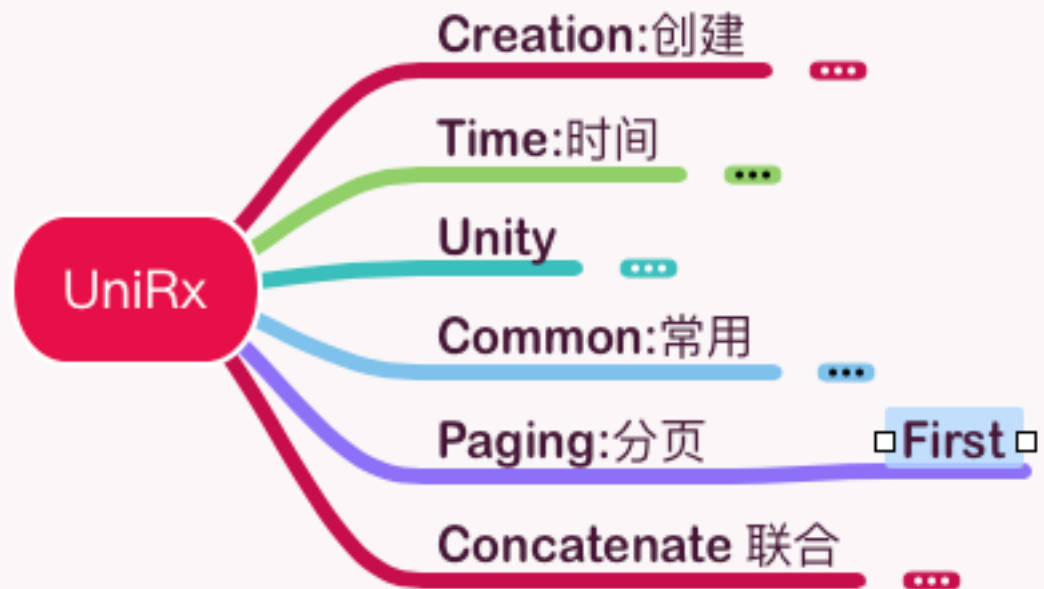 Creation:创建
Time:时间
Unity
UniRx
Common:常用
Paging:分页
First
Concatenate 联合